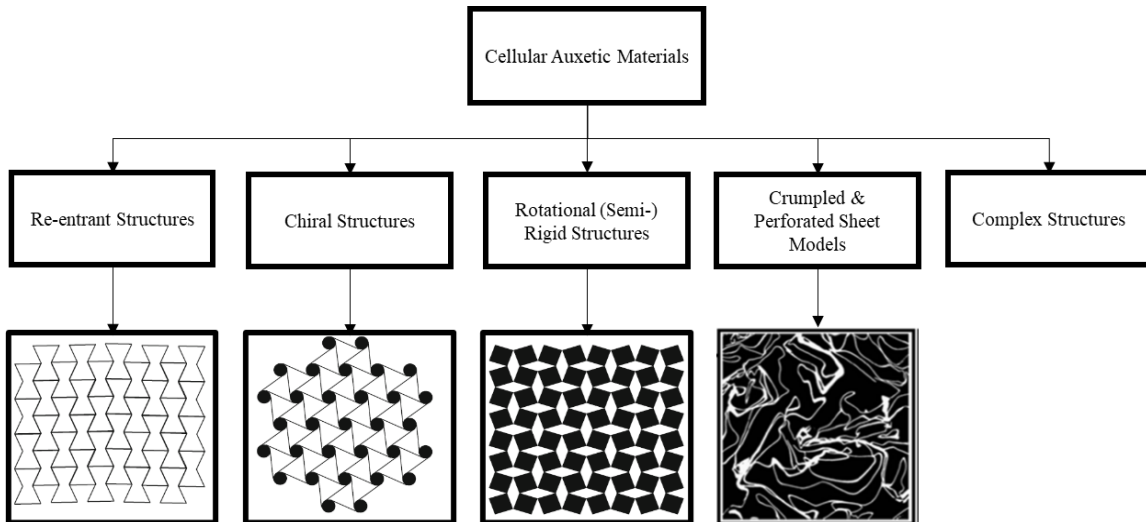 Cellular Auxetic Materials
Re-entrant Structures
Chiral Structures
Rotational (Semi-)
Rigid Structures
Crumpled &
Perforated Sheet
Models
Complex Structures